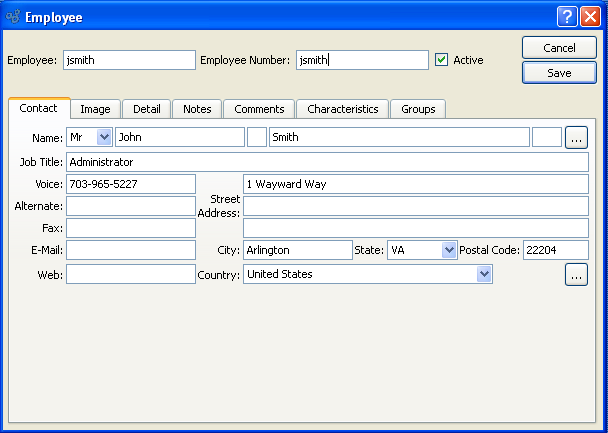 Employee
Employee: jsmith Employee Number: jsmith Active Cancel
Save
Contact Image Detail Notes Comments Characteristics Groups
Name: Mr John Smith ...
Job Title: Administrator
Voice: 703-965-5227 1 Wayward Way
Alternate: Street Address:
Fax:
E-Mail: City: Arlington State: VA Postal Code: 22204
Web: Country: United States ...